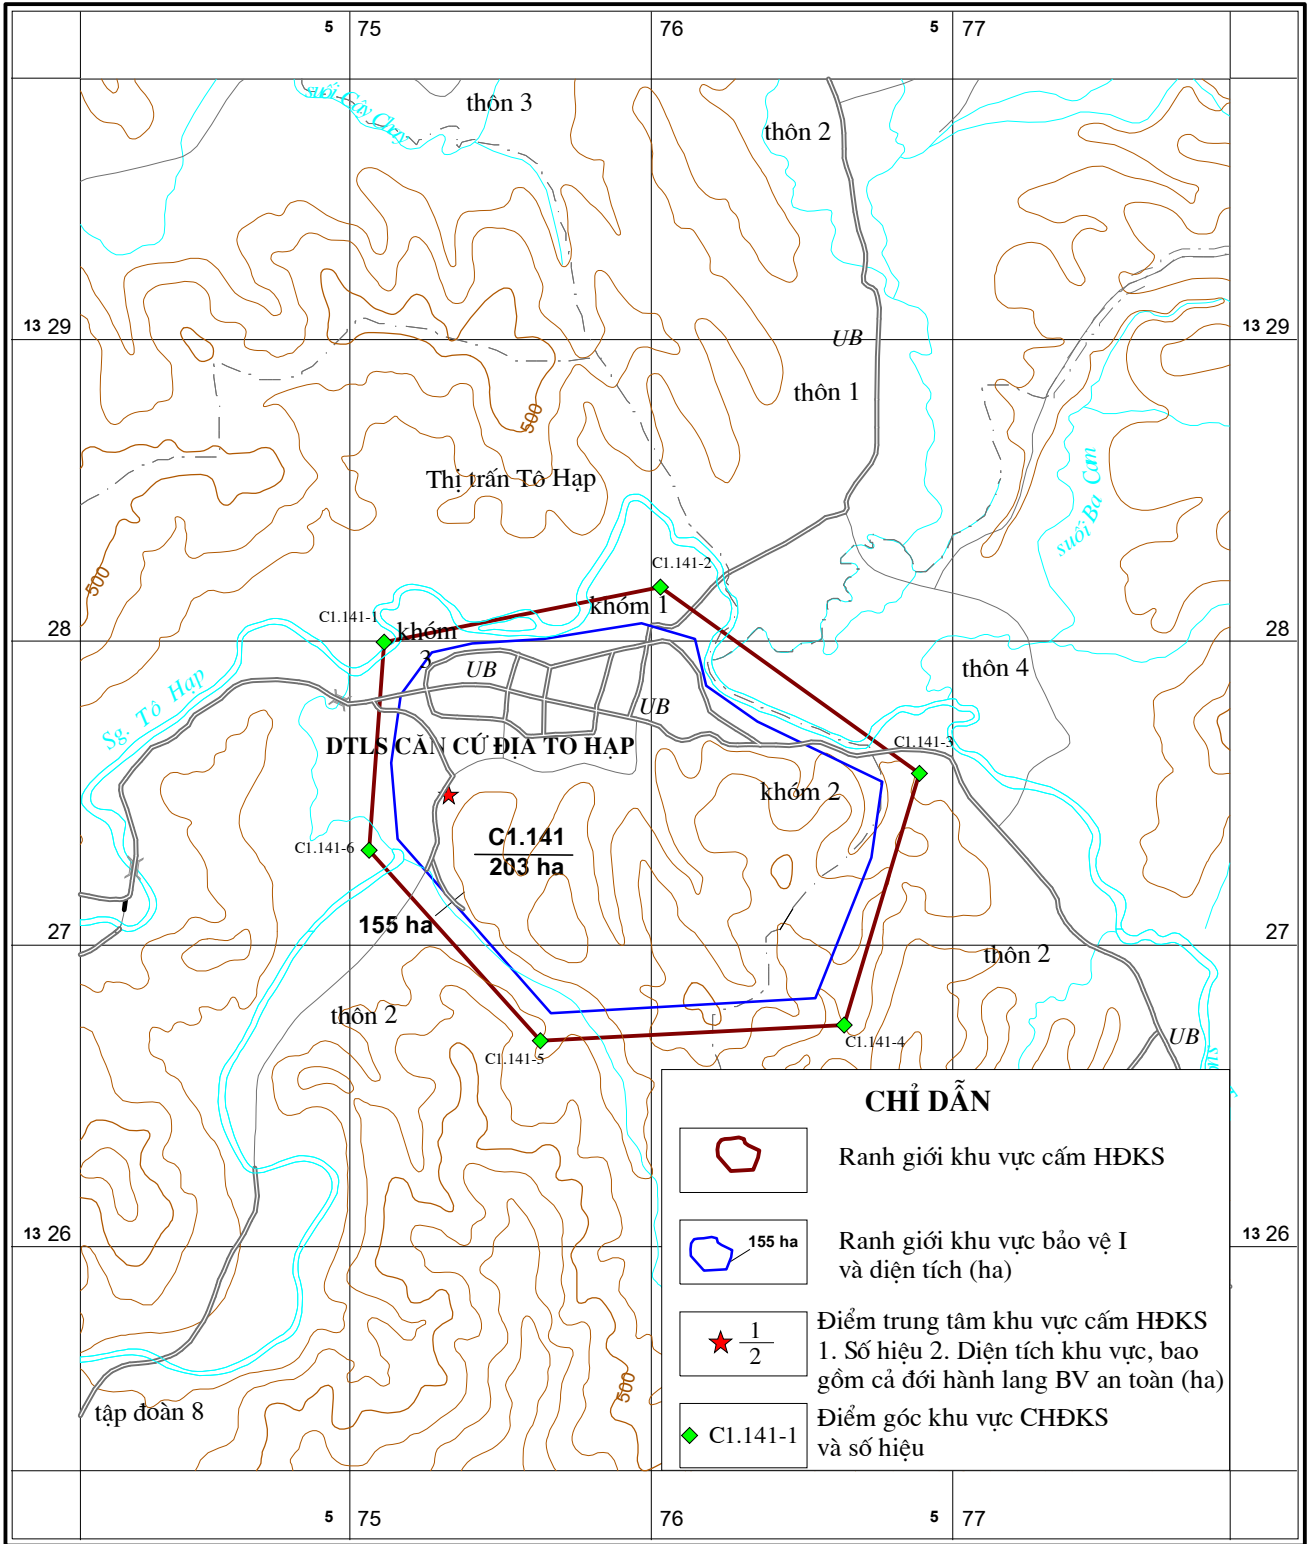 5 75
76
5 77
suối Cây Chay
thôn 3
thôn 2
13 29
UB
13 29
thôn 1
500
Thị trấn Tô Hạp
suối Ba Cam
500
C1.141-2
khóm 1
C1.141-1
khóm
3
28
28
UB
thôn 4
Sg. Tô Hạp
UB
DTLS CĂN CỨ ĐỊA TO HẠP
C1.141-3
khóm 2
C1.141
203 ha
C1.141-6
155 ha
27
27
thôn 2
thôn 2
C1.141-4
UB
C1.141-5
CHỈ DẪN
Ranh giới khu vực cấm HĐKS
155 ha
Ranh giới khu vực bảo vệ I
và diện tích (ha)
13 26
13 26
1
2
Điểm trung tâm khu vực cấm HĐKS
1. Số hiệu 2. Diện tích khu vực, bao
gồm cả đới hành lang BV an toàn (ha)
500
tập đoàn 8
C1.141-1
Điểm góc khu vực CHĐKS
và số hiệu
5 75
76
5 77